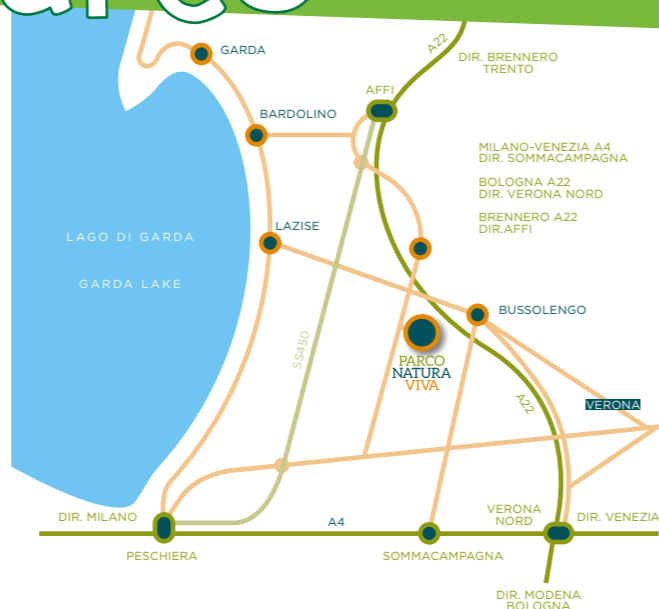 GARDA
A22
DIR. BRENNERO
TRENTO
AFFI
BARDOLINO
MILANO-VENEZIA A4
DIR. SOMMACAMPAGNA
BOLOGNA A22
DIR. VERONA NORD
BRENNERO A22
DIR.AFFI
LAZISE
LAGO DI GARDA
GARDA LAKE
BUSSOLENGO
SS450
PARCO
NATURA
VIVA
A22
VERONA
DIR. MILANO
A4
VERONA
NORD
DIR. VENEZIA
PESCHIERA
SOMMACAMPAGNA
DIR. MODENA
BOLOGNA